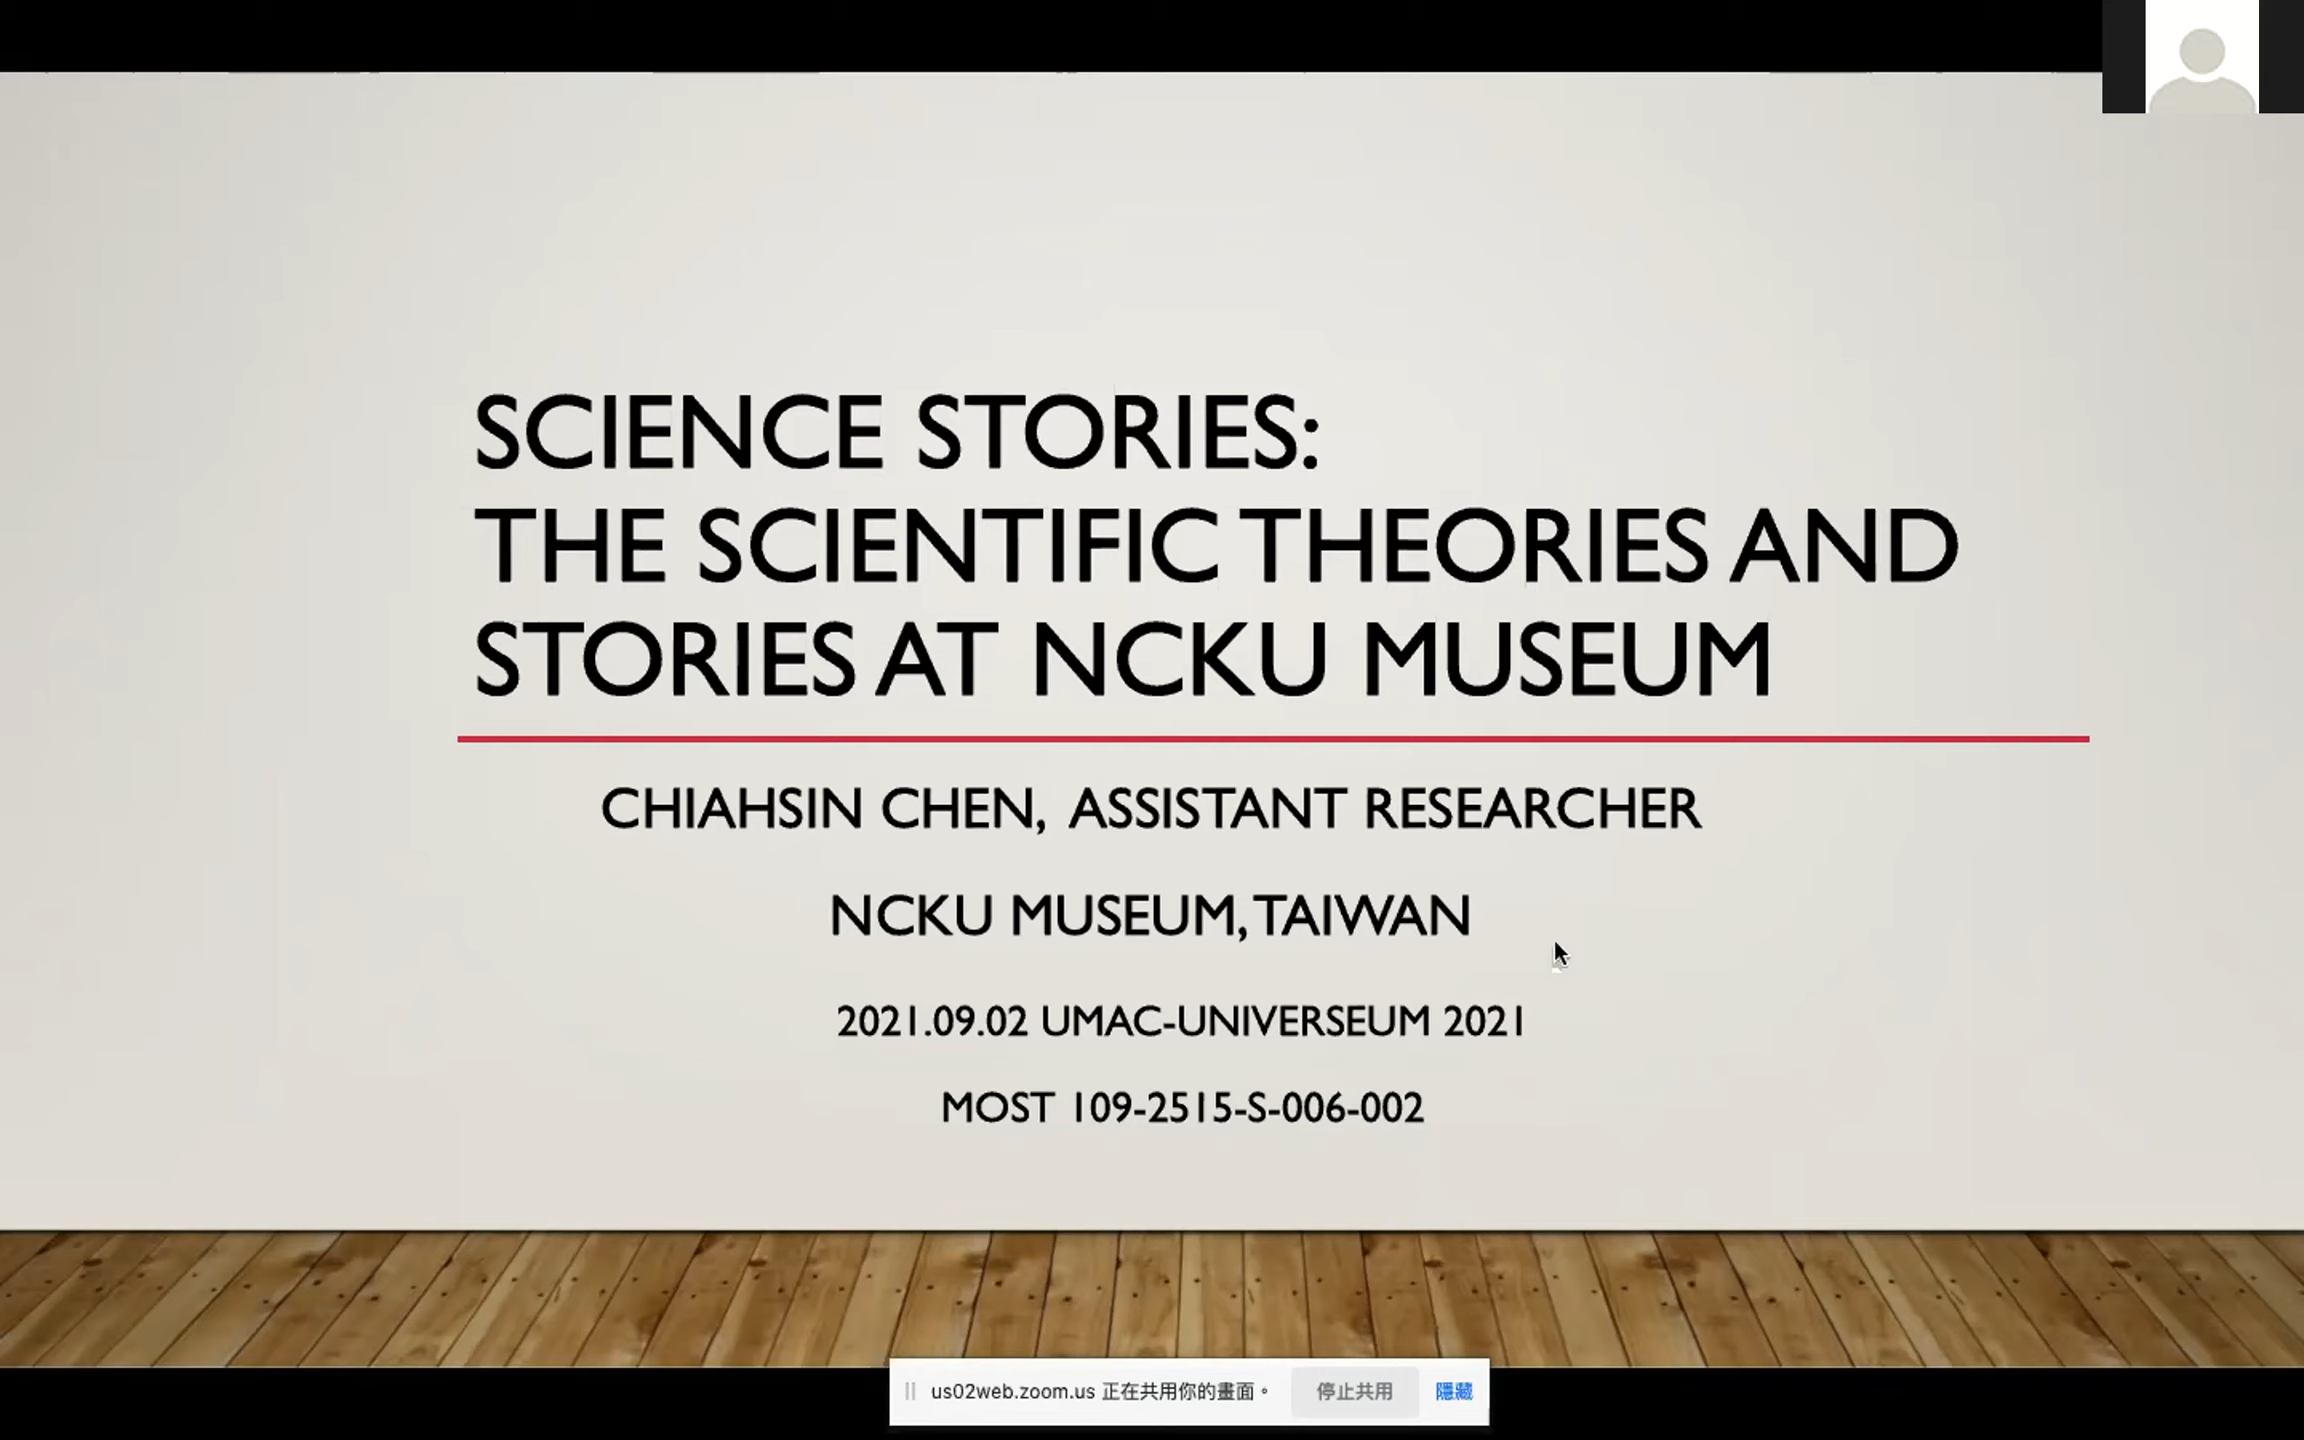 SCIENCE STORIES:
THE SCIENTIFIC THEORIES AND
STORIES AT NCKU MUSEUM
CHIAHSIN CHEN, ASSISTANT RESEARCHER
NCKU MUSEUM, TAIWAN
2021.09.02 UMAC-UNIVERSEUM 2021
MOST 109-2515-S-006-002
us02web.zoom.us 正在共用你的畫面。 停止共用 隱藏